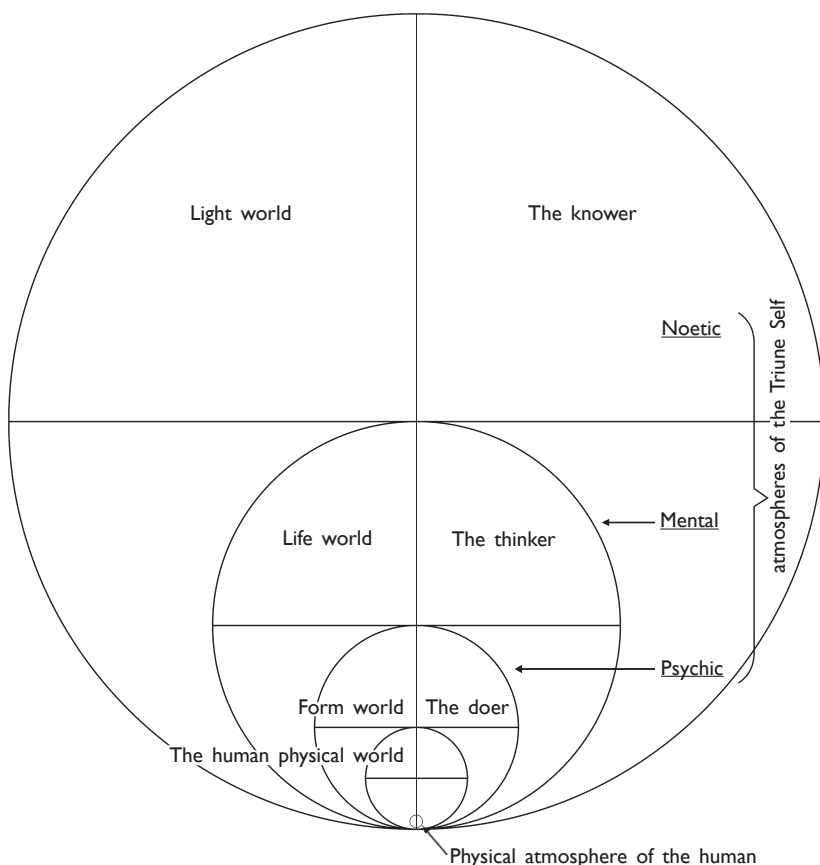 Light world
The knower
Noetic
atmospheres of the Triune Self
Mental
Life world
The thinker
Psychic
Form world
The doer
The human physical world
Physical atmosphere of the human